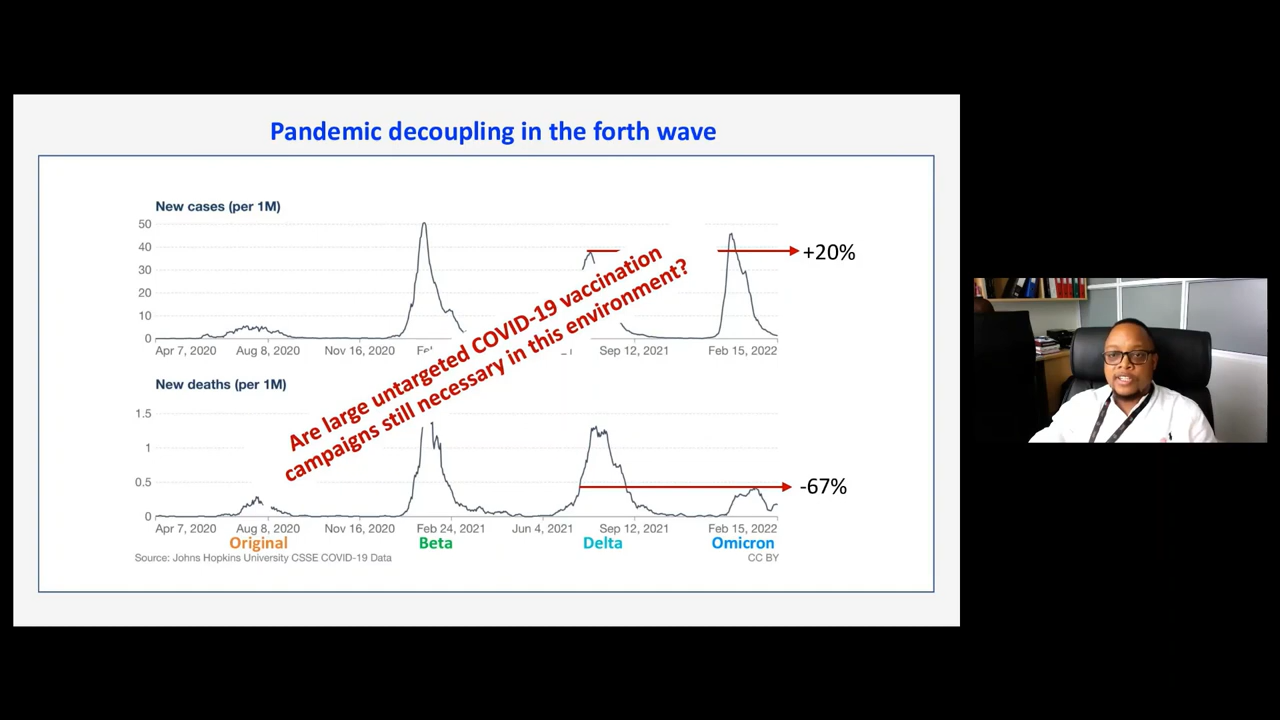 Pandemic decoupling in the forth wave
New cases (per 1M)
50
40
30
20
10
0
Apr 7, 2020 Aug 8, 2020 Nov 16, 2020 Sep 12, 2021 Feb 15, 2022
+20%
Are large untargeted COVID-19 vaccination
campaigns still necessary in this environment?
New deaths (per 1M)
1.5
1
0.5
0
-67%
Apr 7, 2020 Aug 8, 2020 Nov 16, 2020 Feb 24, 2021 Jun 4, 2021 Sep 12, 2021 Feb 15, 2022
Original Beta Delta Omicron
Source: Johns Hopkins University CSSE COVID-19 Data CC BY